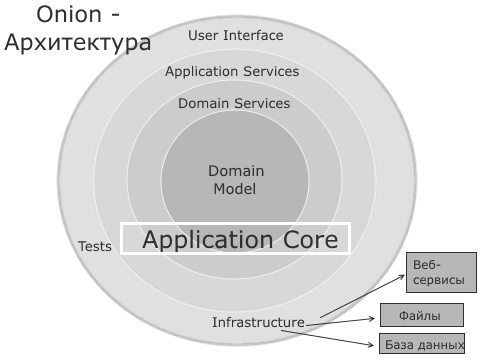 Onion -
Архитектура
User Interface
Application Services
Domain Services
Domain
Model
Application Core
Tests
Infrastructure
Веб-
сервисы
Файлы
База данных